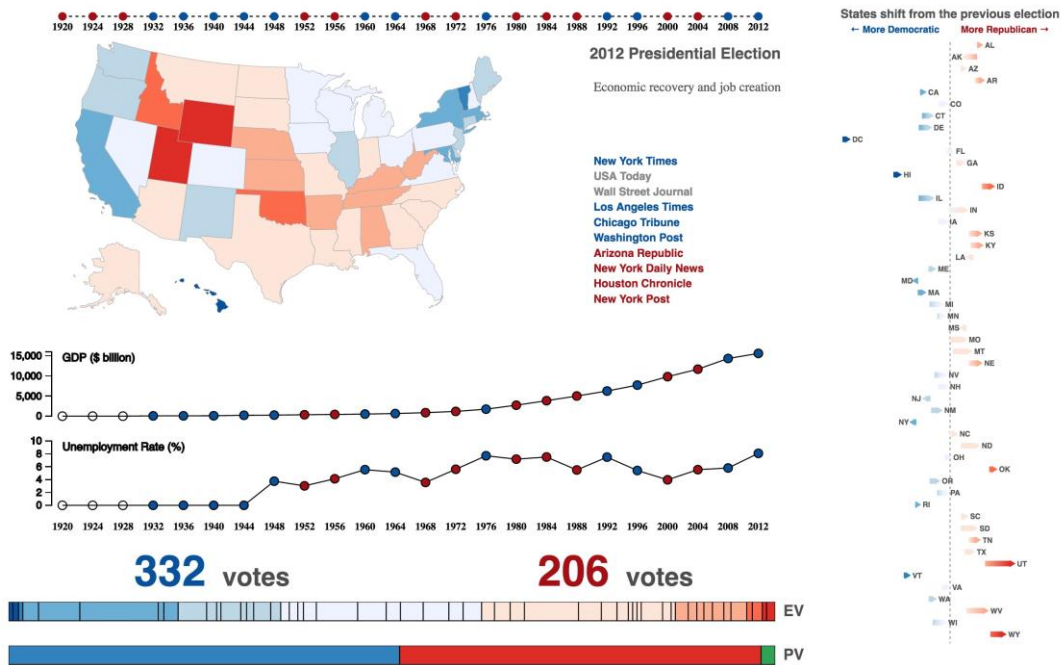 1920 1924 1928 1932 1936 1940 1944 1948 1952 1956 1960 1964 1968 1972 1976 1980 1984 1988 1992 1996 2000 2004 2008 2012
2012 Presidential Election
Economic recovery and job creation
New York Times
USA Today
Wall Street Journal
Los Angeles Times
Chicago Tribune
Washington Post
Arizona Republic
New York Daily News
Houston Chronicle
New York Post
GDP ($ billion)
15,000
10,000
5,000
0
Unemployment Rate (%)
10
8
6
4
2
0
1920 1924 1928 1932 1936 1940 1944 1948 1952 1956 1960 1964 1968 1972 1976 1980 1984 1988 1992 1996 2000 2004 2008 2012
332 votes
206 votes
EV
PV
States shift from the previous election
← More Democratic More Republican →
AL
AK
AZ
AR
CA
CO
CT
DE
DC
FL
GA
HI
ID
IL
IN
IA
KS
KY
LA
ME
MD
MA
MI
MN
MS
MO
MT
NE
NV
NH
NJ
NM
NY
NC
ND
OH
OK
OR
PA
RI
SC
SD
TN
TX
UT
VT
VA
WA
WV
WI
WY